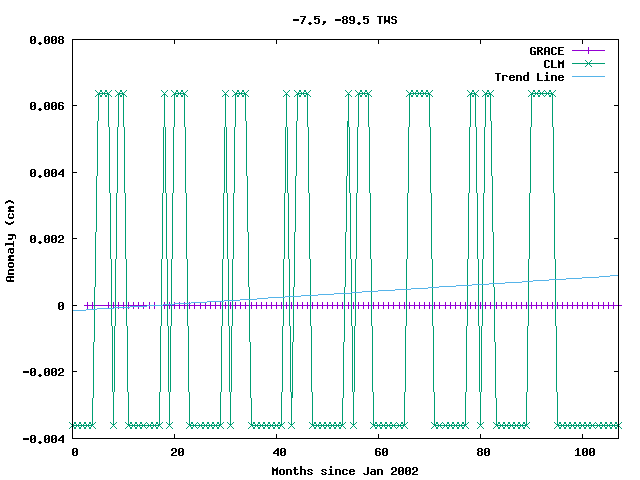 -7.5, -89.5 TWS
GRACE
CLM
Trend Line
0.008
0.006
0.004
0.002
0
-0.002
-0.004
Anomaly (cm)
0 20 40 60 80 100
Months since Jan 2002